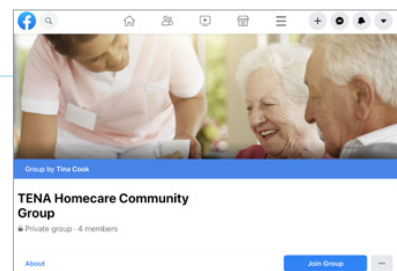 Group by Tina Cook
TENA Homecare Community
Group
Private group · 4 members
About
Join Group